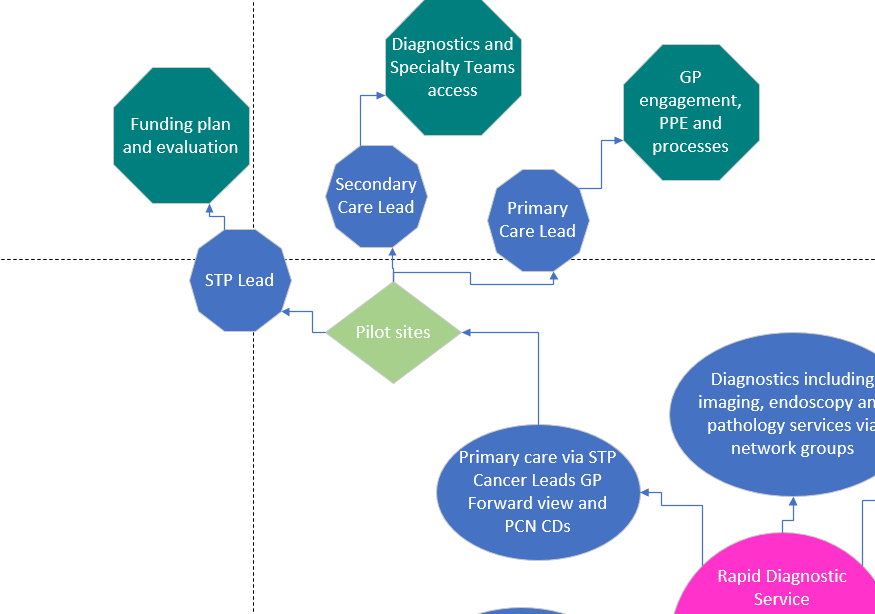 Diagnostics and
Specialty Teams
access
GP
engagement,
PPE and
processes
Funding plan
and evaluation
Secondary
Care Lead
Primary
Care Lead
STP Lead
Pilot sites
Diagnostics including
imaging, endoscopy an
pathology services via
network groups
Primary care via STP
Cancer Leads GP
Forward view and
PCN CDs
Rapid Diagnostic
Service